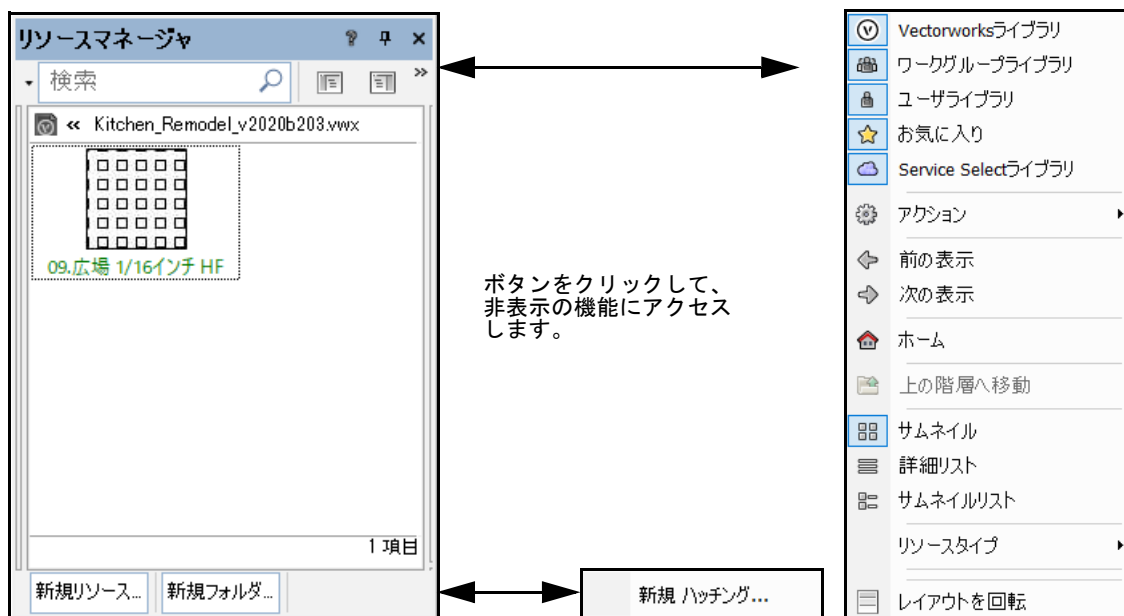 リソースマネージャ
検索
« Kitchen_Remodel_v2020b203.vwx
09.広場 1/16インチ HF
1 項目
新規リソース...
新規フォルダ...
ボタンをクリックして、
非表示の機能にアクセス
します。
新規 ハッチング...
Vectorworksライブラリ
ワークグループライブラリ
ユーザライブラリ
お気に入り
Service Selectライブラリ
アクション
前の表示
次の表示
ホーム
上の階層へ移動
サムネイル
詳細リスト
サムネイルリスト
リソースタイプ
レイアウトを回転